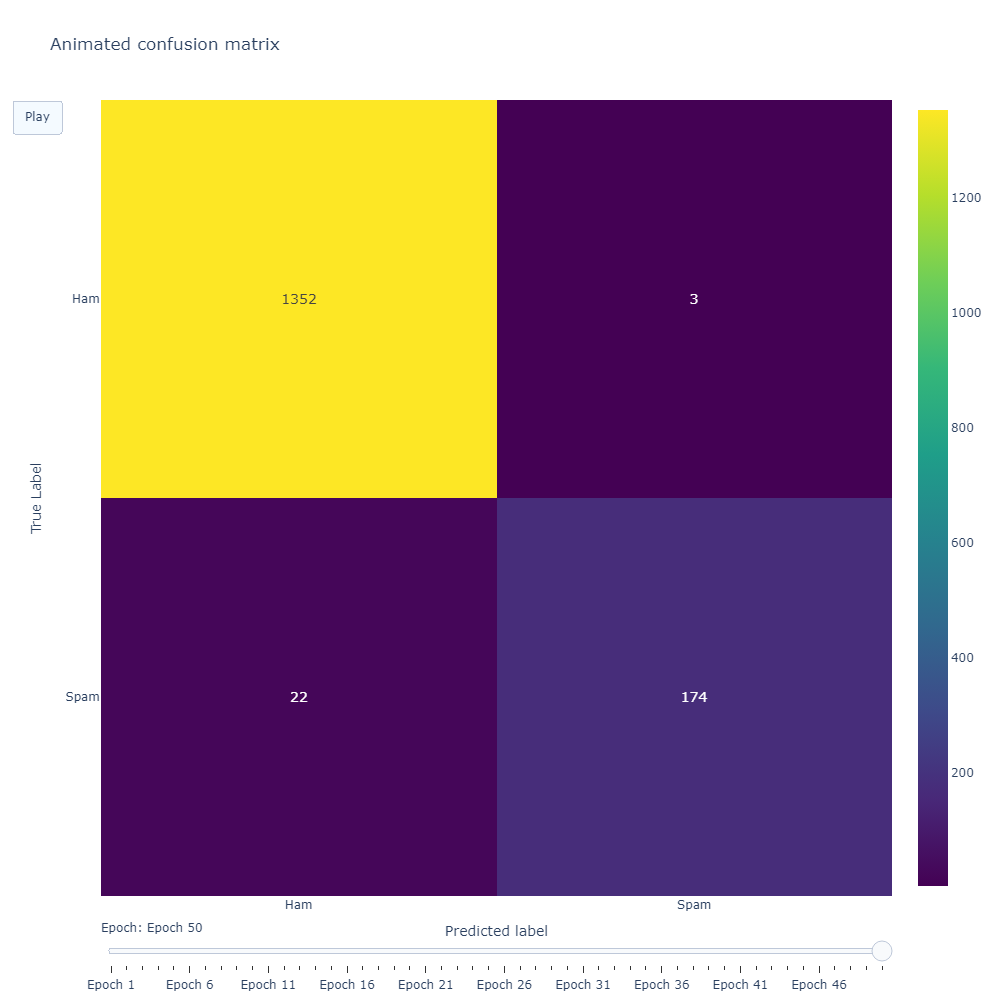 Animated confusion matrix
Play
1352
3
22
174
Ham
Spam
True Label
Ham
Spam
Predicted label
1200
1000
800
600
400
200
Epoch: Epoch 50
Epoch 1
Epoch 6
Epoch 11
Epoch 16
Epoch 21
Epoch 26
Epoch 31
Epoch 36
Epoch 41
Epoch 46